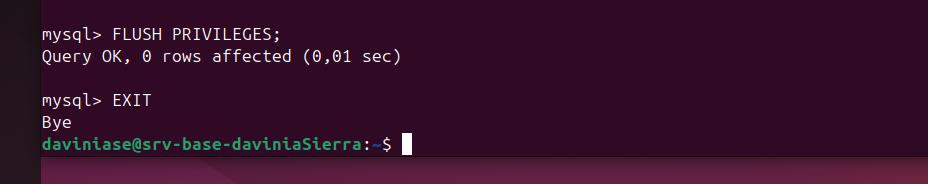 mysql> FLUSH PRIVILEGES;
Query OK, 0 rows affected (0,01 sec)
mysql> EXIT
Bye
daviniase@srv-base-daviniaSierra:~$